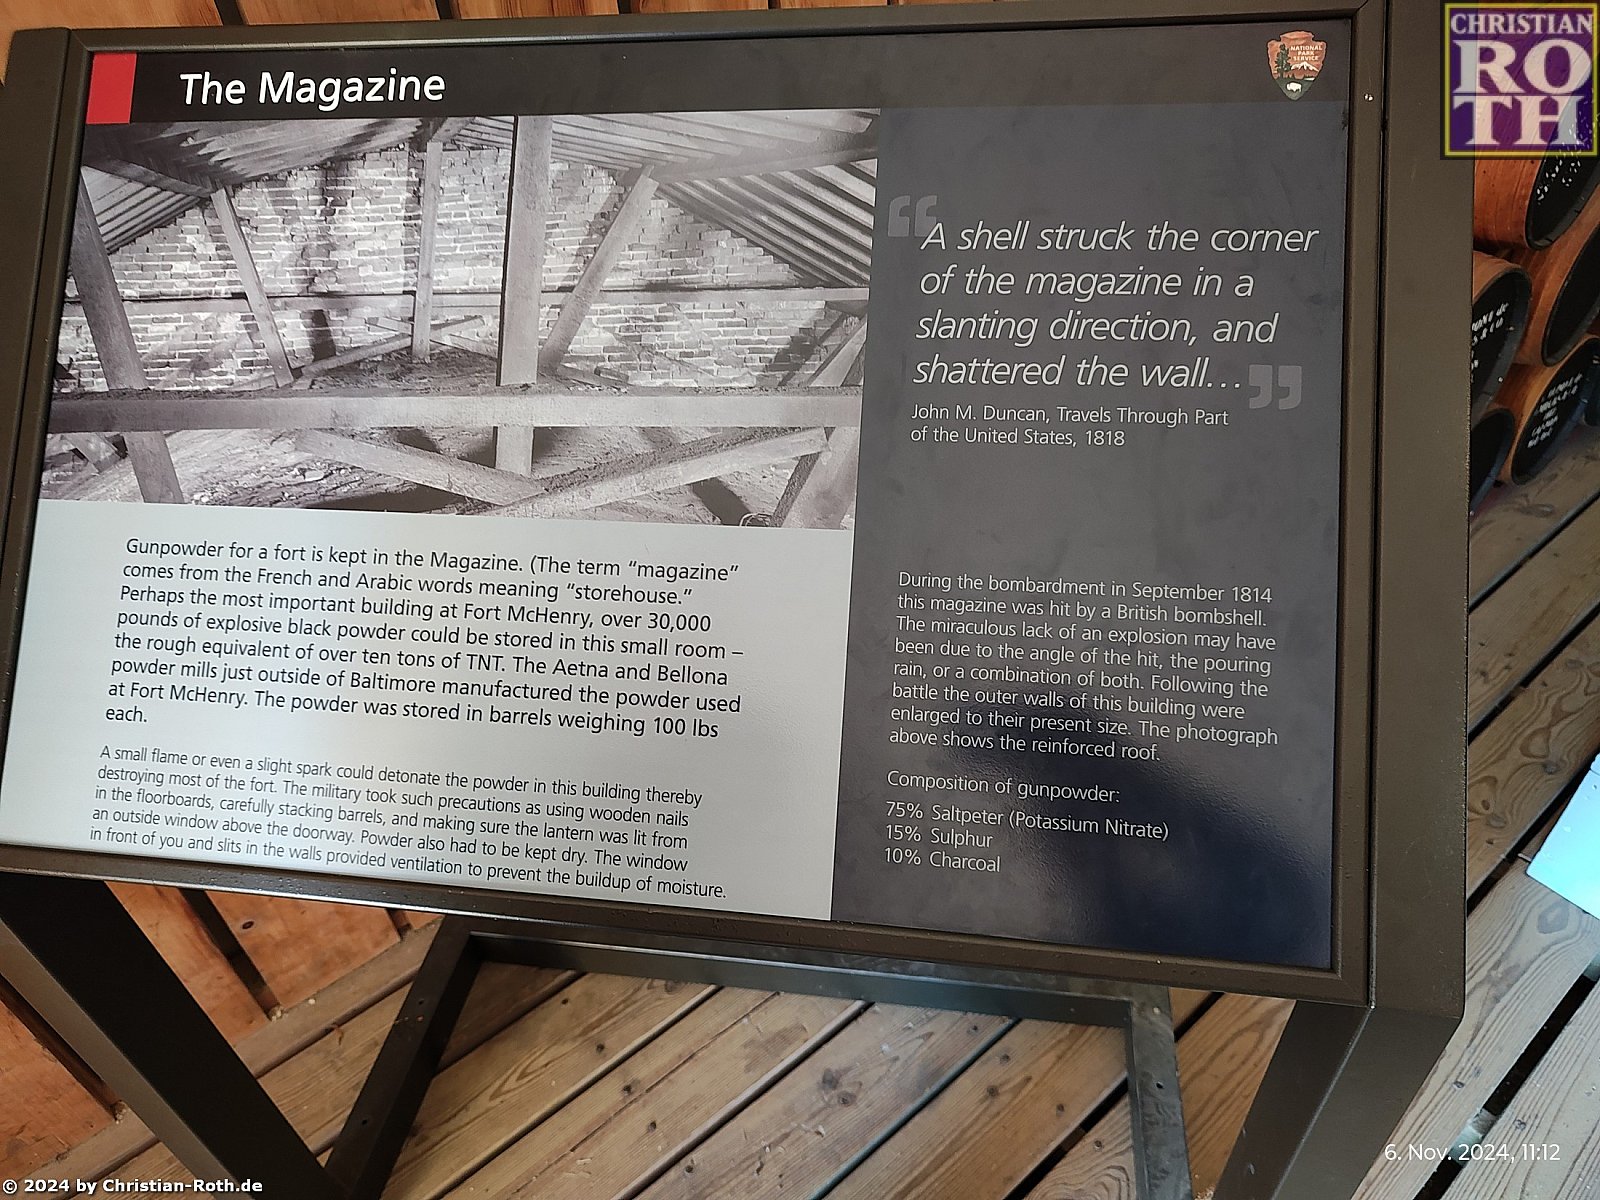 The Magazine
NATIONAL
PARK
SERVICE
CHRISTIAN
RO
TH
“A shell struck the corner
of the magazine in a
slanting direction, and
shattered the wall…”
John M. Duncan, Travels Through Part
of the United States, 1818
Gunpowder for a fort is kept in the Magazine. (The term “magazine”
comes from the French and Arabic words meaning “storehouse.”
Perhaps the most important building at Fort McHenry, over 30,000
pounds of explosive black powder could be stored in this small room –
the rough equivalent of over ten tons of TNT. The Aetna and Bellona
powder mills just outside of Baltimore manufactured the powder used
at Fort McHenry. The powder was stored in barrels weighing 100 lbs
each.
A small flame or even a slight spark could detonate the powder in this building thereby
destroying most of the fort. The military took such precautions as using wooden nails
in the floorboards, carefully stacking barrels, and making sure the lantern was lit from
an outside window above the doorway. Powder also had to be kept dry. The window
in front of you and slits in the walls provided ventilation to prevent the buildup of moisture.
During the bombardment in September 1814
this magazine was hit by a British bombshell.
The miraculous lack of an explosion may have
been due to the angle of the hit, the pouring
rain, or a combination of both. Following the
battle the outer walls of this building were
enlarged to their present size. The photograph
above shows the reinforced roof.
Composition of gunpowder:
75% Saltpeter (Potassium Nitrate)
15% Sulphur
10% Charcoal
6. Nov. 2024, 11:12
© 2024 by Christian-Roth.de